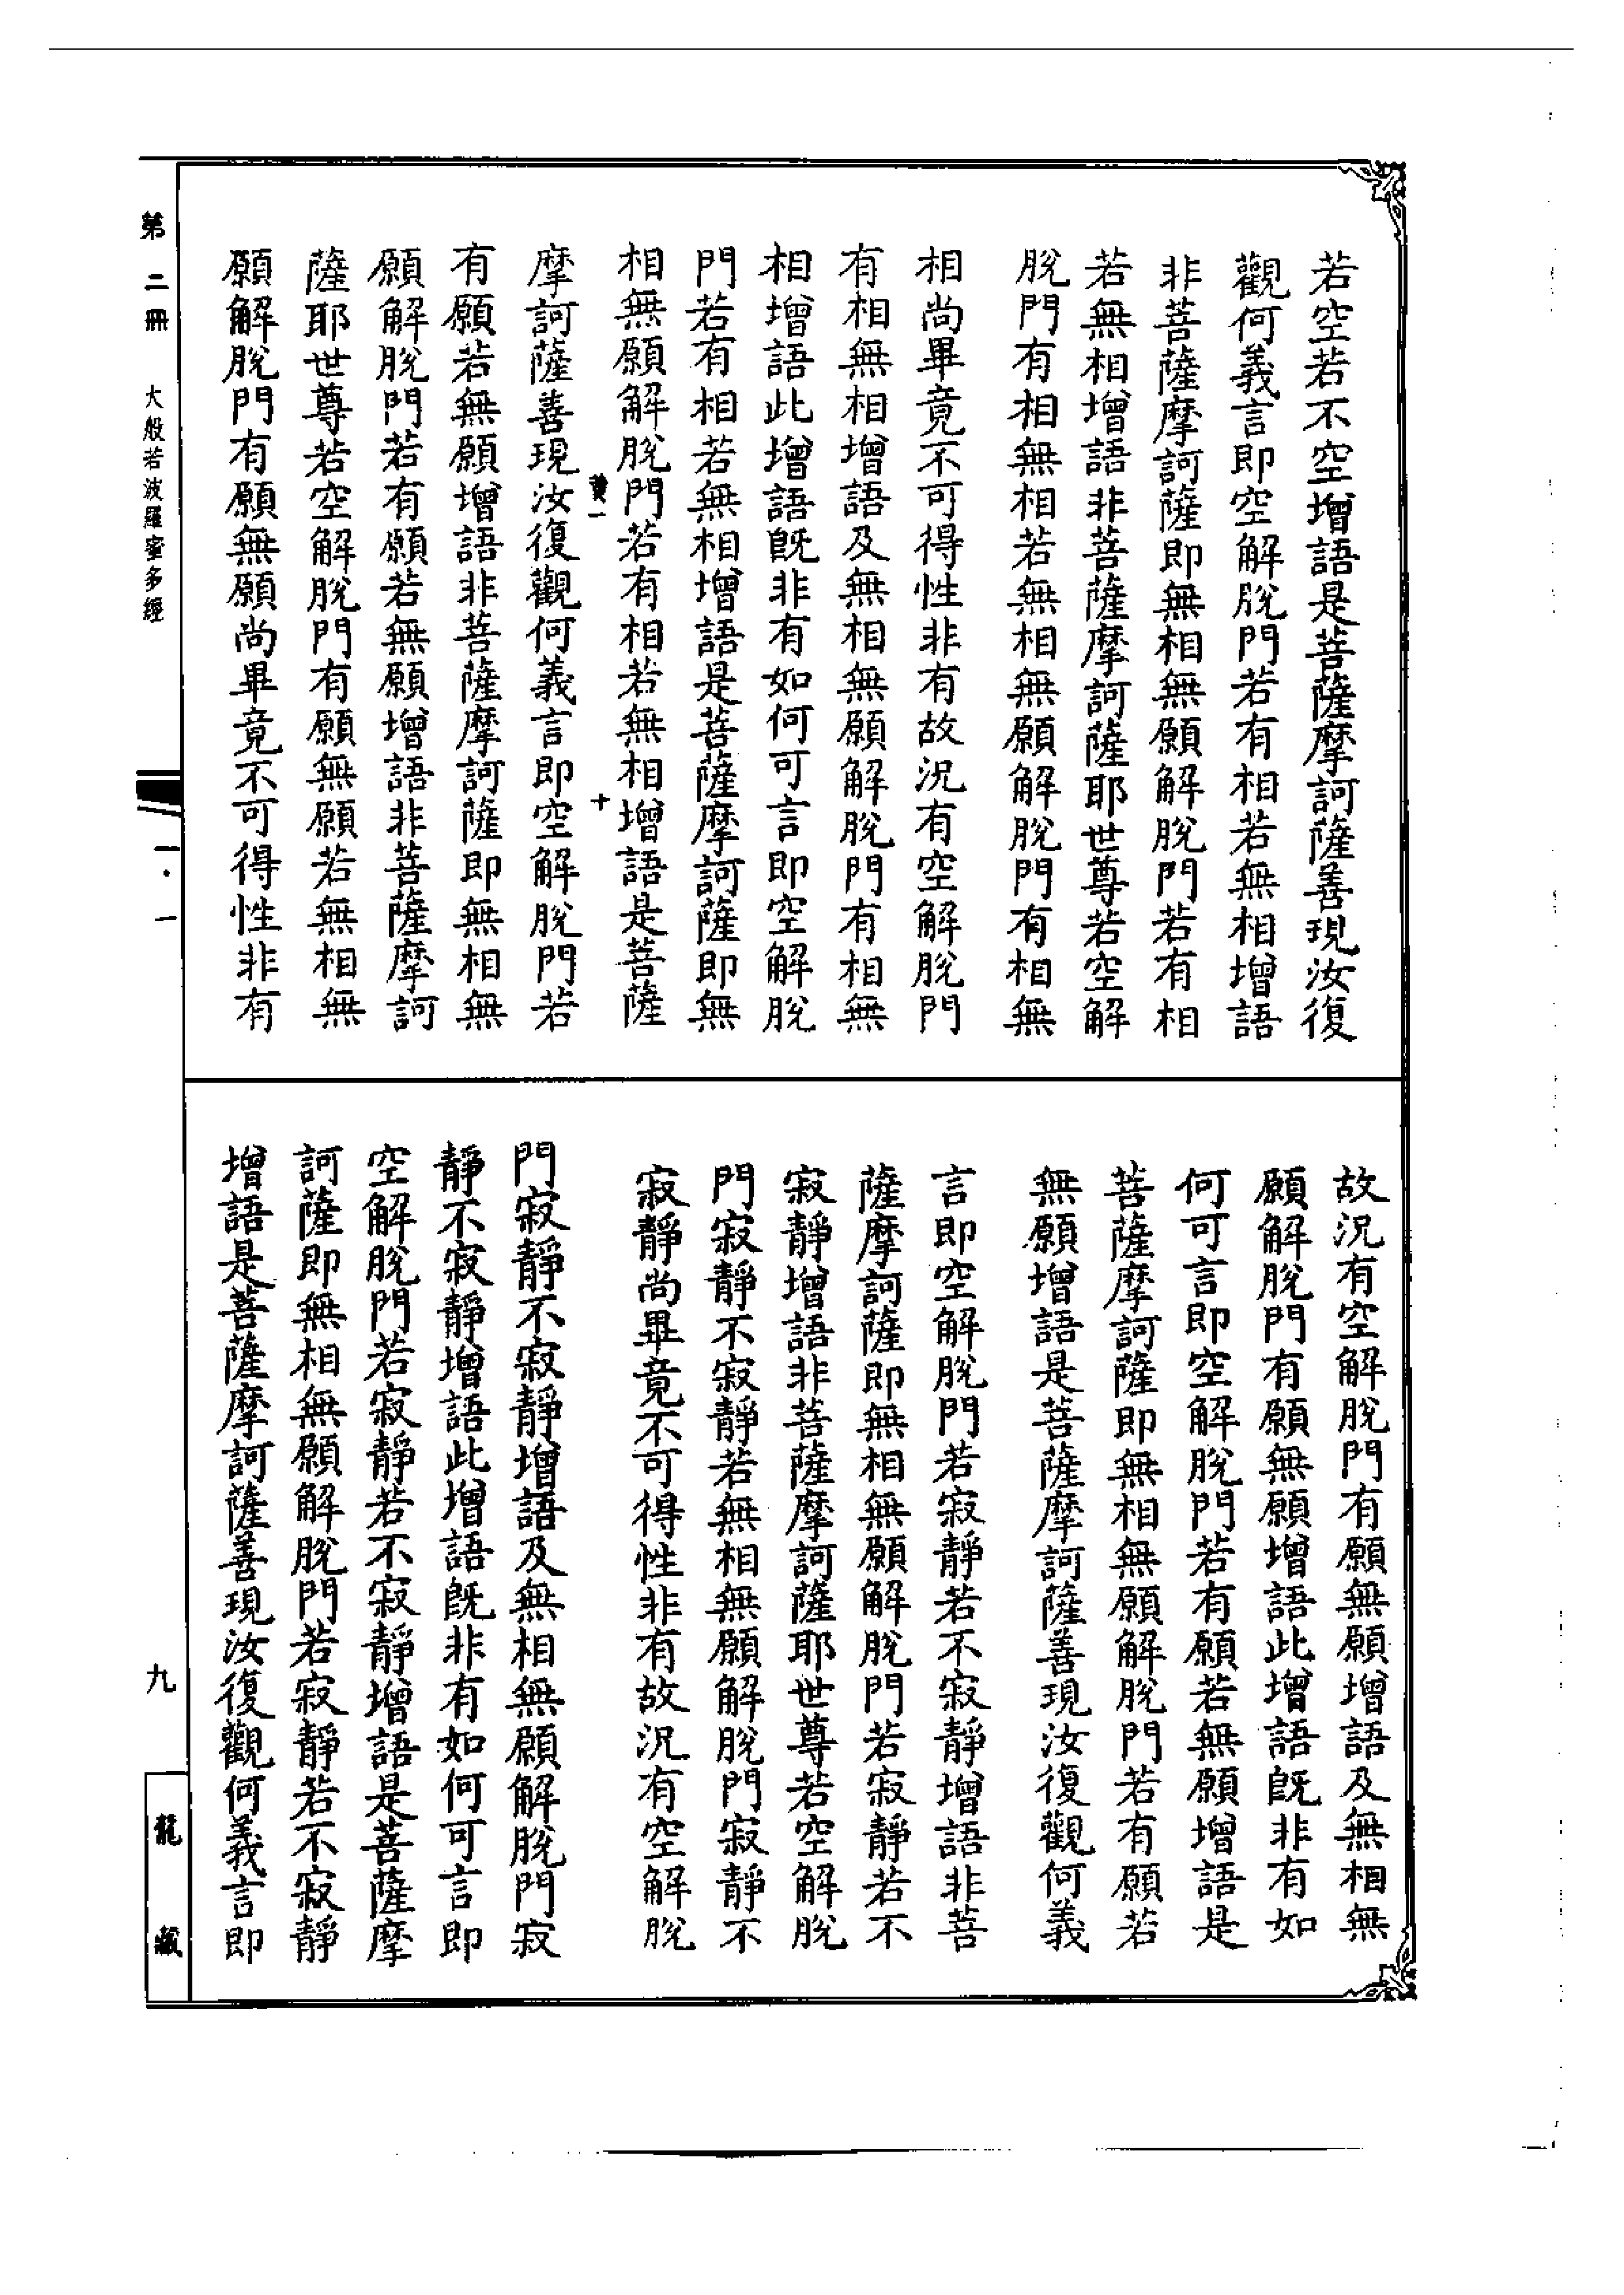 若空若不空增語是菩薩摩訶薩善現汝復
觀何義言即空解脫門若有相若無相增語
非菩薩摩訶薩即無相無願解脫門若有相
若無相增語非菩薩摩訶薩耶世尊若空解
脫門有相無相若無相無願解脫門有相無
相尚畢竟不可得性非有故況有空解脫門
有相無相增語及無相無願解脫門有相無
相增語此增語既非有如何可言即空解脫
門若有相若無相增語是菩薩摩訶薩即無
相無願解脫門若有相若無相增語是菩薩
黃一 十
摩訶薩善現汝復觀何義言即空解脫門若
有願若無願增語非菩薩摩訶薩即無相無
願解脫門若有願若無願增語非菩薩摩訶
薩耶世尊若空解脫門有願無願若無相無
願解脫門有願無願尚畢竟不可得性非有
故況有空解脫門有願無願增語及無相無
願解脫門有願無願增語此增語既非有如
何可言即空解脫門若有願若無願增語是
菩薩摩訶薩即無相無願解脫門若有願若
無願增語是菩薩摩訶薩善現汝復觀何義
言即空解脫門若寂靜若不寂靜增語非菩
薩摩訶薩即無相無願解脫門若寂靜若不
寂靜增語非菩薩摩訶薩耶世尊若空解脫
門寂靜不寂靜若無相無願解脫門寂靜不
寂靜尚畢竟不可得性非有故況有空解脫
門寂靜不寂靜增語及無相無願解脫門寂
靜不寂靜增語此增語既非有如何可言即
空解脫門若寂靜若不寂靜增語是菩薩摩
訶薩即無相無願解脫門若寂靜若不寂靜
增語是菩薩摩訶薩善現汝復觀何義言即
第二冊 大般若波羅蜜多經
一·一
九
龍藏